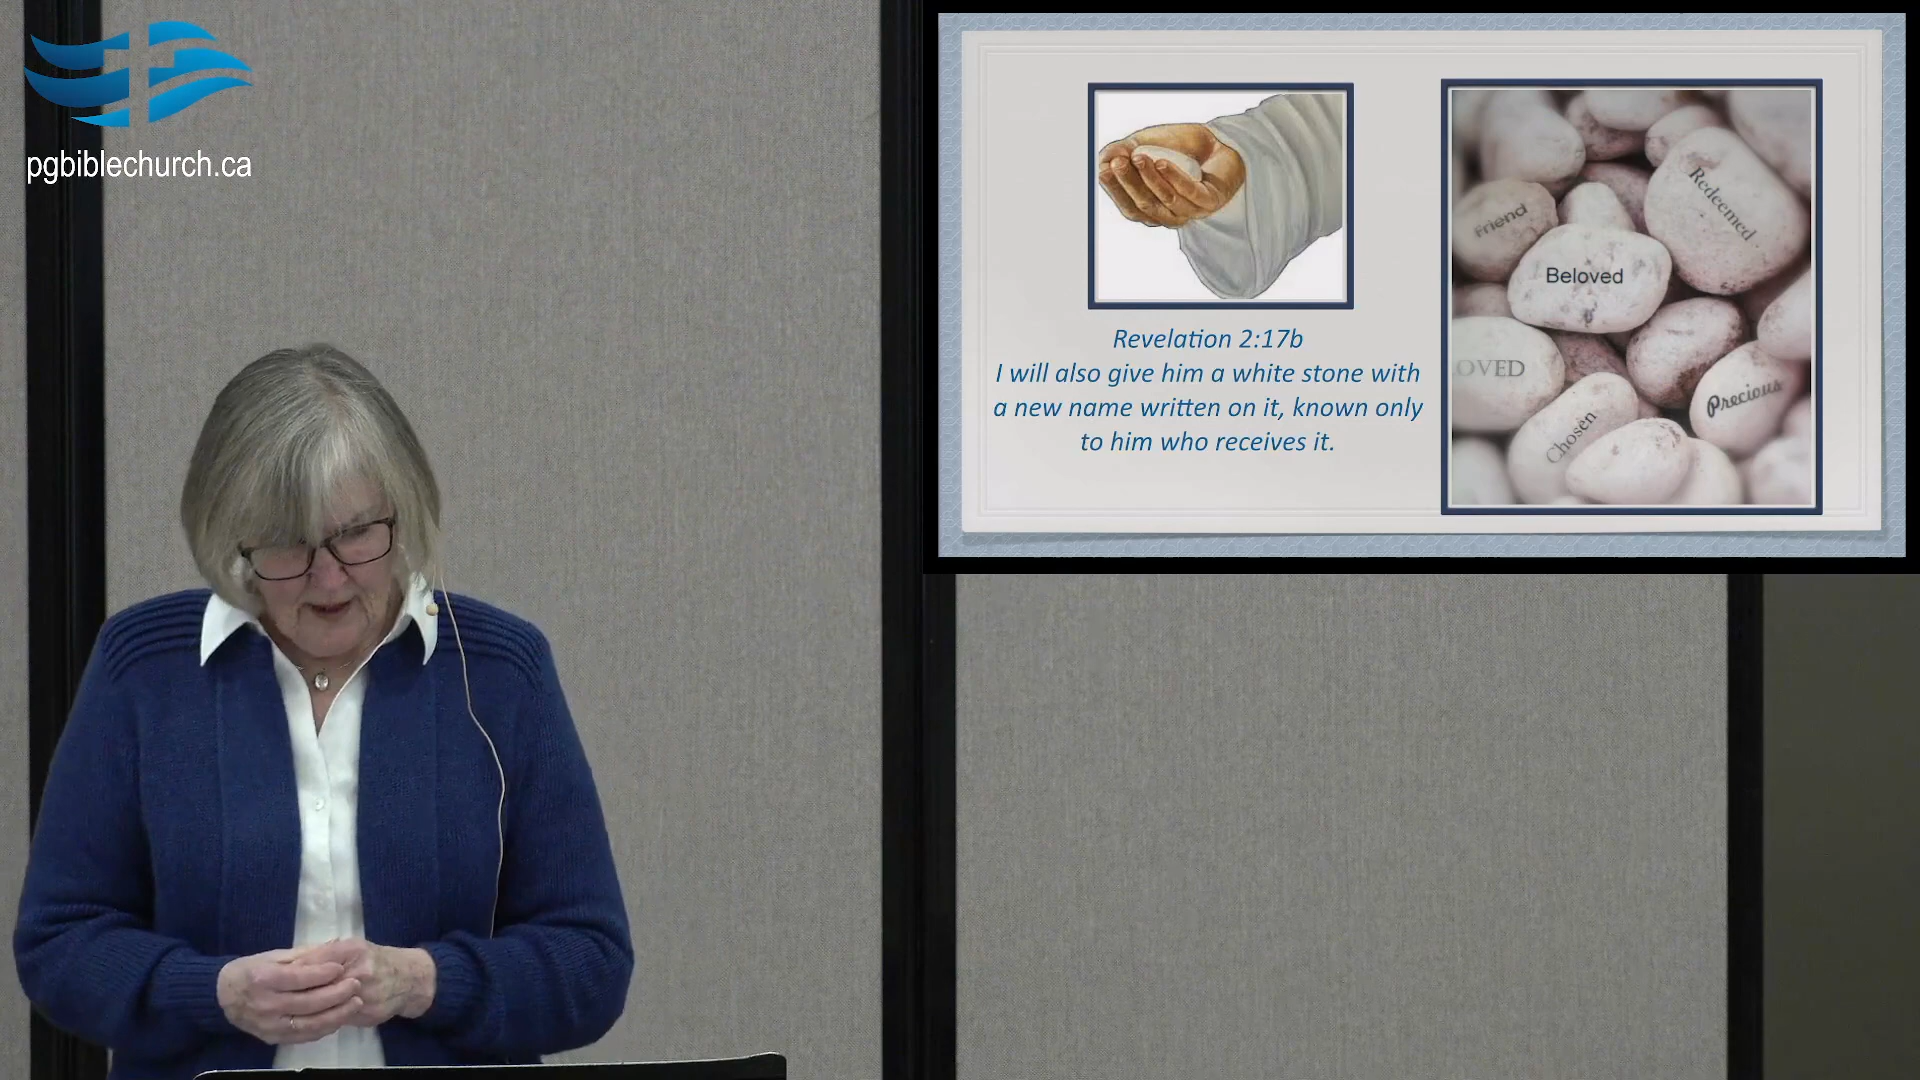 pgbiblechurch.ca
Revelation 2:17b
I will also give him a white stone with
a new name written on it, known only
to him who receives it.
Redeemed
Friend
Beloved
OVED
Precious
Chosen